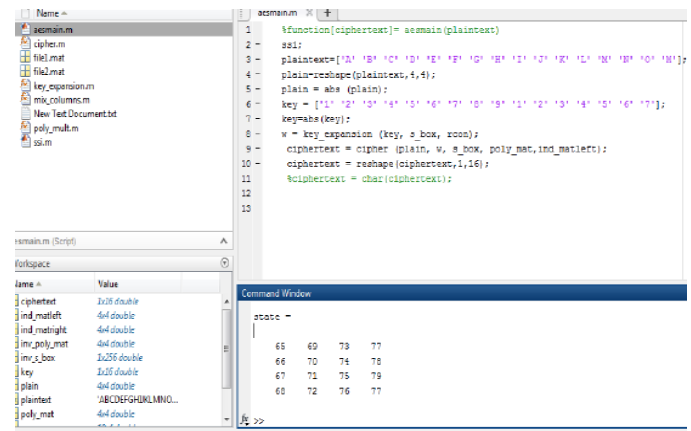 Name
aesmain.m
cipher.m
file1.mat
file2.mat
key_expansion.m
mix_columns.m
New Text Document.txt
poly_mult.m
ssi.m
aesmain.m (Script)
Workspace
Name Value
ciphertext 1x16 double
ind_matleft 4x4 double
ind_matright 4x4 double
inv_poly_mat 4x4 double
inv_s_box 1x256 double
key 1x16 double
plain 4x4 double
plaintext 'ABCDEFGHIJKLMNO...
poly_mat 4x4 double
aesmain.m
1 %function[ciphertext]= aesmain(plaintext)
2 - ssi;
3 - plaintext=['A' 'B' 'C' 'D' 'E' 'F' 'G' 'H' 'I' 'J' 'K' 'L' 'M' 'N' 'O' 'M'];
4 - plain=reshape(plaintext,4,4);
5 - plain = abs (plain);
6 - key = ['1' '2' '3' '4' '5' '6' '7' '8' '9' '1' '2' '3' '4' '5' '6' '7'];
7 - key=abs(key);
8 - w = key_expansion (key, s_box, rcon);
9 - ciphertext = cipher (plain, w, s_box, poly_mat,ind_matleft);
10 - ciphertext = reshape(ciphertext,1,16);
11 %ciphertext = char(ciphertext);
12
13
Command Window
state =
65 69 73 77
66 70 74 78
67 71 75 79
68 72 76 77
fx >>